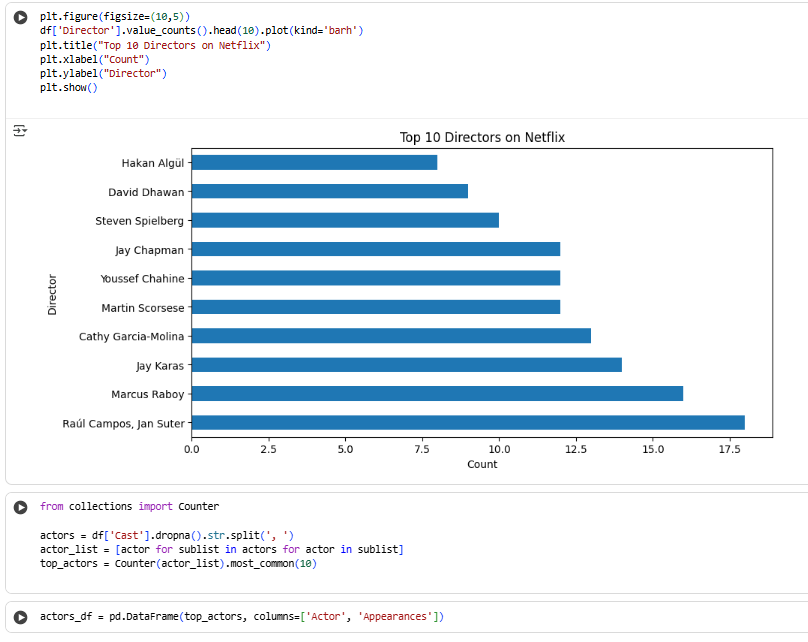 plt.figure(figsize=(10,5))
df['Director'].value_counts().head(10).plot(kind='barh')
plt.title("Top 10 Directors on Netflix")
plt.xlabel("Count")
plt.ylabel("Director")
plt.show()
Top 10 Directors on Netflix
Hakan Algül
David Dhawan
Steven Spielberg
Jay Chapman
Youssef Chahine
Martin Scorsese
Cathy Garcia-Molina
Jay Karas
Marcus Raboy
Raúl Campos, Jan Suter
Director
0.0 2.5 5.0 7.5 10.0 12.5 15.0 17.5
Count
from collections import Counter
actors = df['Cast'].dropna().str.split(', ')
actor_list = [actor for sublist in actors for actor in sublist]
top_actors = Counter(actor_list).most_common(10)
actors_df = pd.DataFrame(top_actors, columns=['Actor', 'Appearances'])